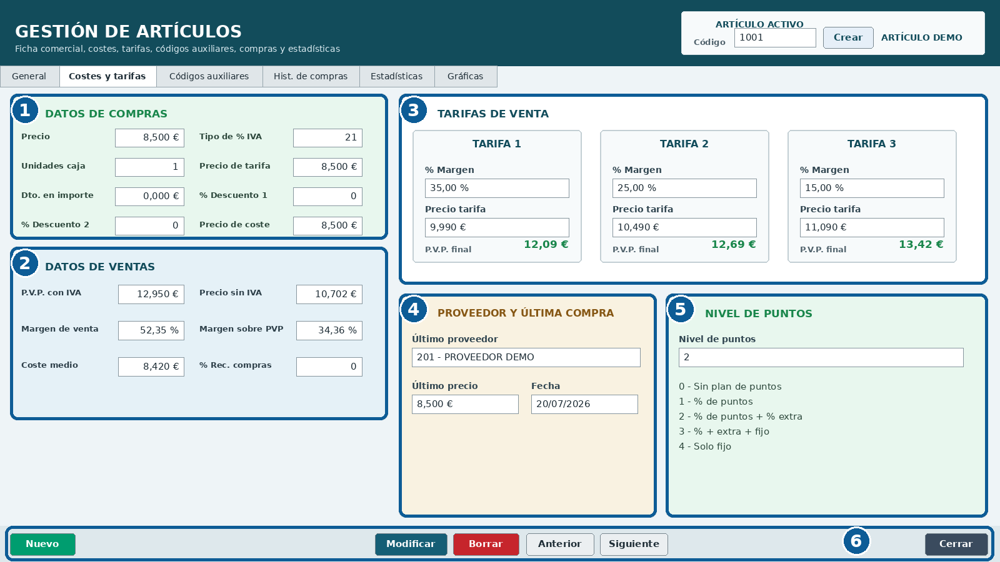 GESTIÓN DE ARTÍCULOS
Ficha comercial, costes, tarifas, códigos auxiliares, compras y estadísticas
ARTÍCULO ACTIVO
Código 1001 Crear ARTÍCULO DEMO
General Costes y tarifas Códigos auxiliares Hist. de compras Estadísticas Gráficas
1 DATOS DE COMPRAS
Precio 8,500 € Tipo de % IVA 21
Unidades caja 1 Precio de tarifa 8,500 €
Dto. en importe 0,000 € % Descuento 1 0
% Descuento 2 0 Precio de coste 8,500 €
2 DATOS DE VENTAS
P.V.P. con IVA 12,950 € Precio sin IVA 10,702 €
Margen de venta 52,35 % Margen sobre PVP 34,36 %
Coste medio 8,420 € % Rec. compras 0
3 TARIFAS DE VENTA
TARIFA 1
% Margen
35,00 %
Precio tarifa
9,990 €
P.V.P. final 12,09 €
TARIFA 2
% Margen
25,00 %
Precio tarifa
10,490 €
P.V.P. final 12,69 €
TARIFA 3
% Margen
15,00 %
Precio tarifa
11,090 €
P.V.P. final 13,42 €
4 PROVEEDOR Y ÚLTIMA COMPRA
Último proveedor
201 - PROVEEDOR DEMO
Último precio Fecha
8,500 € 20/07/2026
5 NIVEL DE PUNTOS
Nivel de puntos
2
0 - Sin plan de puntos
1 - % de puntos
2 - % de puntos + % extra
3 - % + extra + fijo
4 - Solo fijo
Nuevo Modificar Borrar Anterior Siguiente 6 Cerrar